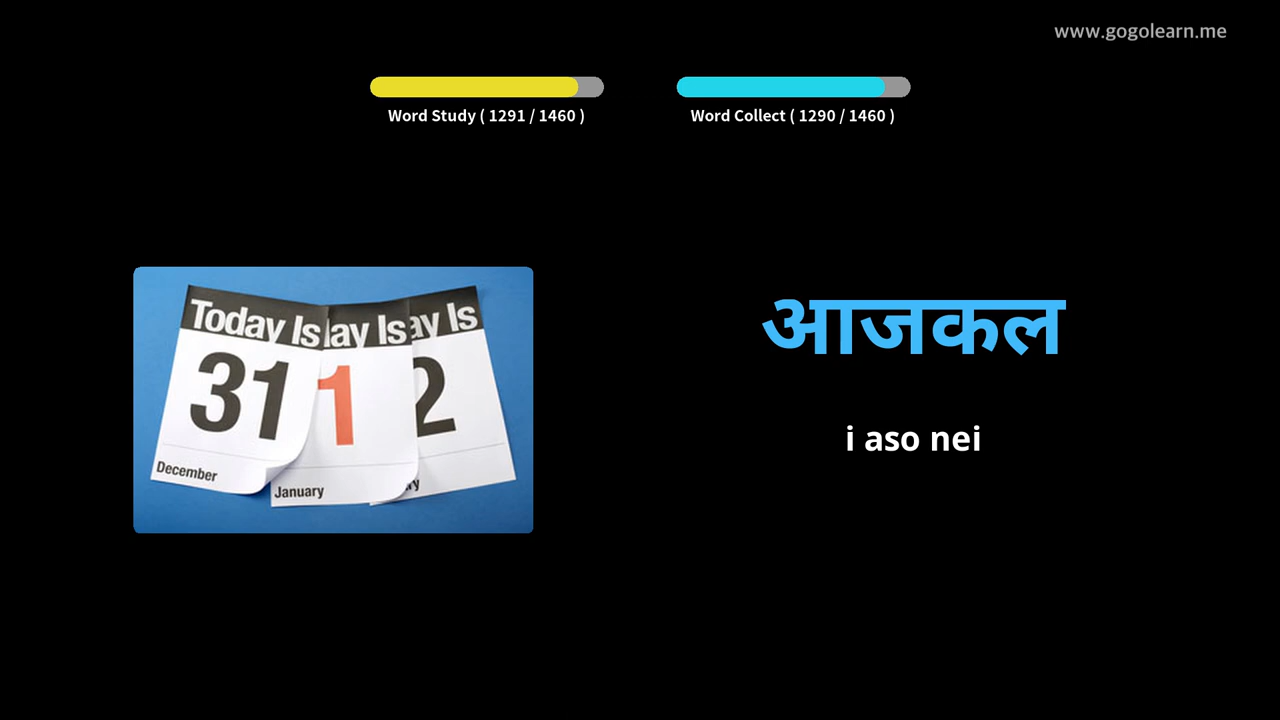 www.gogolearn.me
Word Study ( 1291 / 1460 )
Word Collect ( 1290 / 1460 )
Today Is
31
December
day Is
1
January
ay Is
2
ry
आजकल
i aso nei